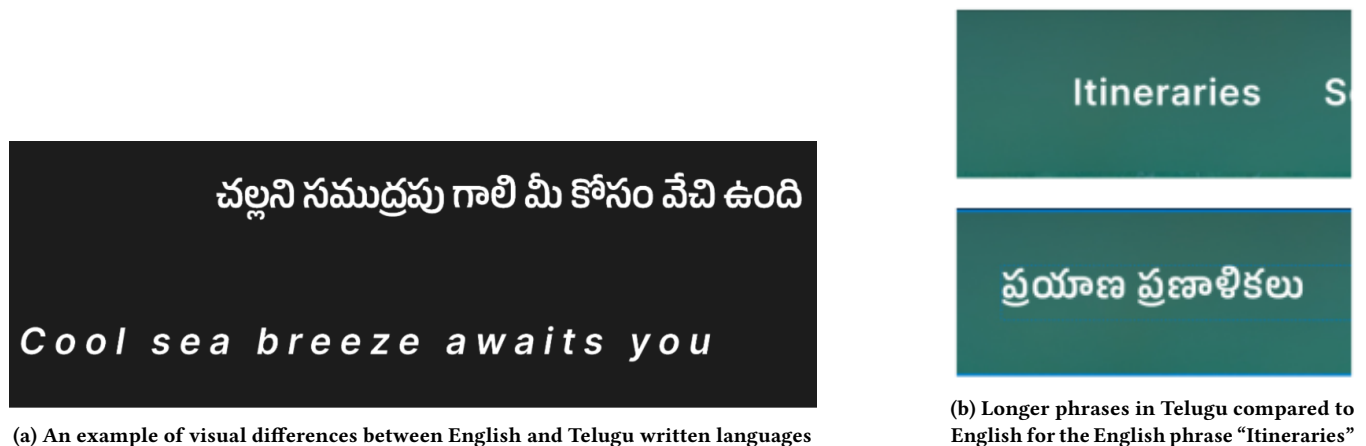 చల్లని సముద్రపు గాలి మీ కోసం వేచి ఉంది
Cool sea breeze awaits you
(a) An example of visual differences between English and Telugu written languages
Itineraries
ప్రయాణ ప్రణాళికలు
(b) Longer phrases in Telugu compared to
English for the English phrase “Itineraries”